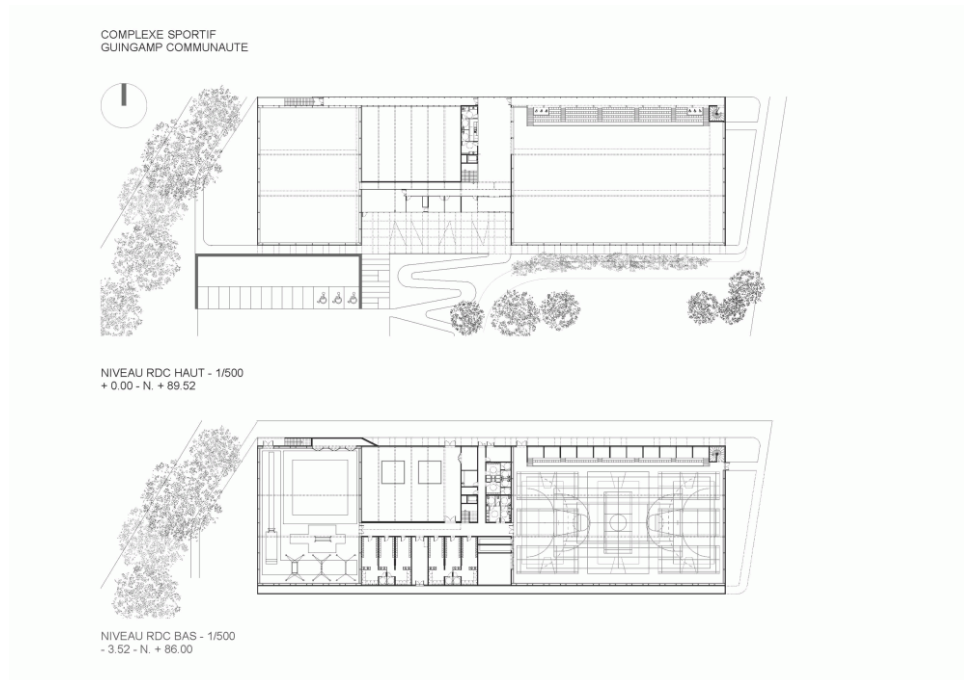 COMPLEXE SPORTIF
GUINGAMP COMMUNAUTE
NIVEAU RDC HAUT - 1/500
+ 0.00 - N. + 89.52
NIVEAU RDC BAS - 1/500
- 3.52 - N. + 86.00